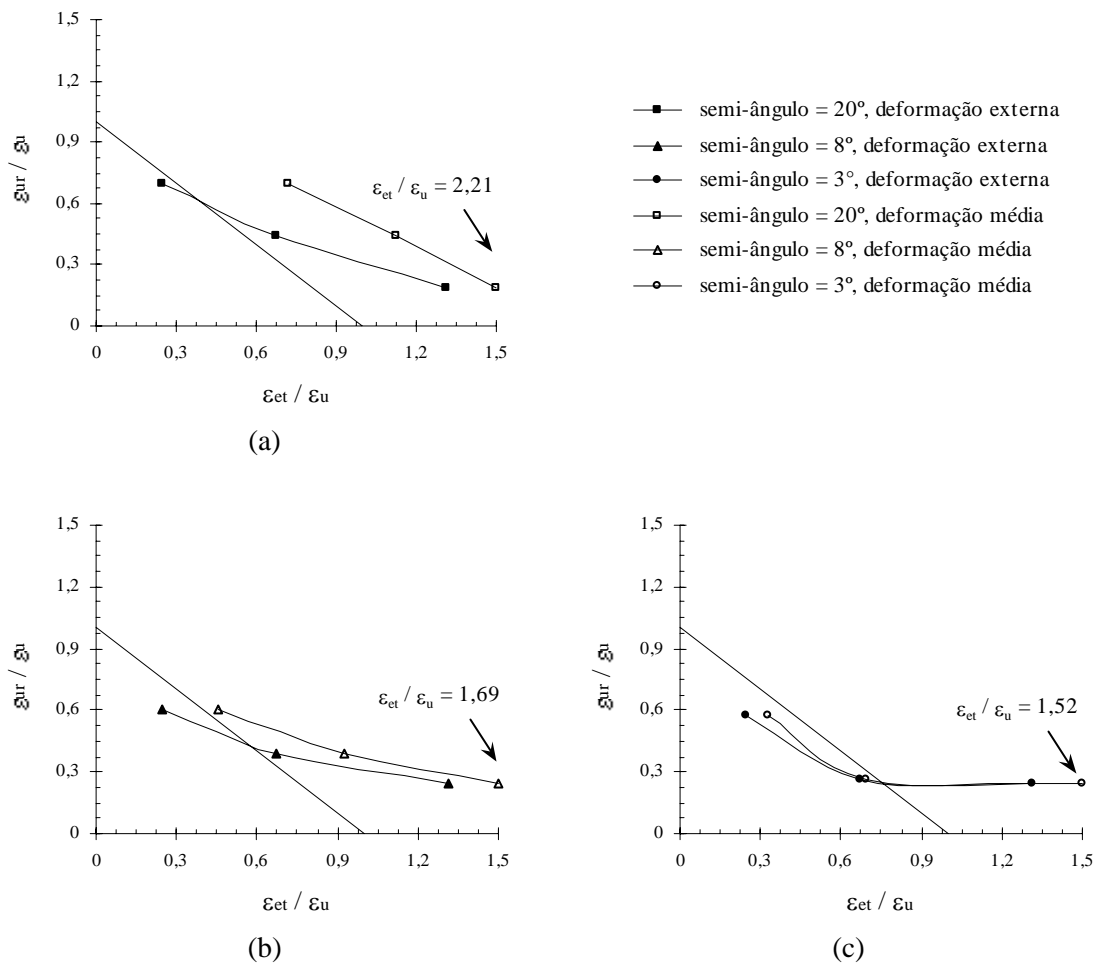 1,5
1,2
0,9
0,6
0,3
0
εur / εu
0 0,3 0,6 0,9 1,2 1,5
εet / εu
εet / εu = 2,21
(a)
semi-ângulo = 20º, deformação externa
semi-ângulo = 8º, deformação externa
semi-ângulo = 3°, deformação externa
semi-ângulo = 20º, deformação média
semi-ângulo = 8º, deformação média
semi-ângulo = 3º, deformação média
1,5
1,2
0,9
0,6
0,3
0
εur / εu
0 0,3 0,6 0,9 1,2 1,5
εet / εu
εet / εu = 1,69
(b)
1,5
1,2
0,9
0,6
0,3
0
εur / εu
0 0,3 0,6 0,9 1,2 1,5
εet / εu
εet / εu = 1,52
(c)